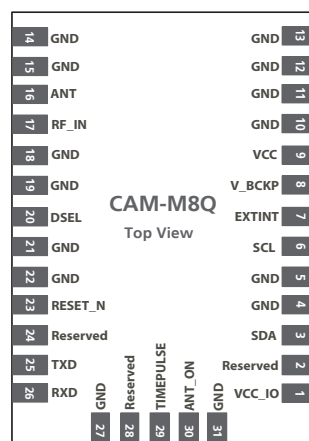 14 GND GND 13
15 GND GND 12
16 ANT GND 11
17 RF_IN GND 10
18 GND VCC 9
19 GND V_BCKP 8
CAM-M8Q
20 DSEL EXTINT 7
Top View
21 GND SCL 6
22 GND GND 5
23 RESET_N GND 4
24 Reserved SDA 3
25 TXD Reserved 2
26 RXD VCC_IO 1
GND Reserved TIMEPULSE ANT_ON GND
27 28 29 30 31